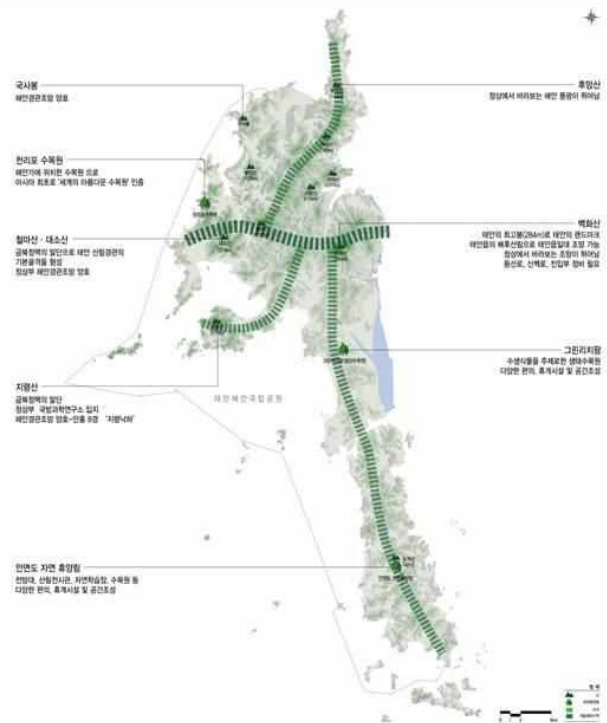 국사봉
해안경관조망 양호
천리포 수목원
해안가에 위치한 수목원 으로
아시아 최초로 '세계의 아름다운 수목원' 인증
철마산 · 대소산
금북정맥의 일단으로 태안 산림경관의
기본골격을 형성
정상부 해안경관조망 양호
지령산
금북정맥의 일단
정상부 국방과학연구소 입지
해안경관조망 양호-안흥 8경 '지령낙하'
안면도 자연 휴양림
전망대, 산림전시관, 자연학습장, 수목원 등
다양한 편의, 휴게시설 및 공간조성
후망산
정상에서 바라보는 해안 풍광이 뛰어남
백화산
태안의 최고봉(284m)로 태안의 랜드마크
태안읍의 배후산림으로 태안읍일대 조망 가능
정상에서 바라보는 조망이 뛰어남
등산로, 산책로, 진입부 정비 필요
그린리치팜
수생식물을 주제로한 생태수목원
다양한 편의, 휴게시설 및 공간조성
태안해안국립공원